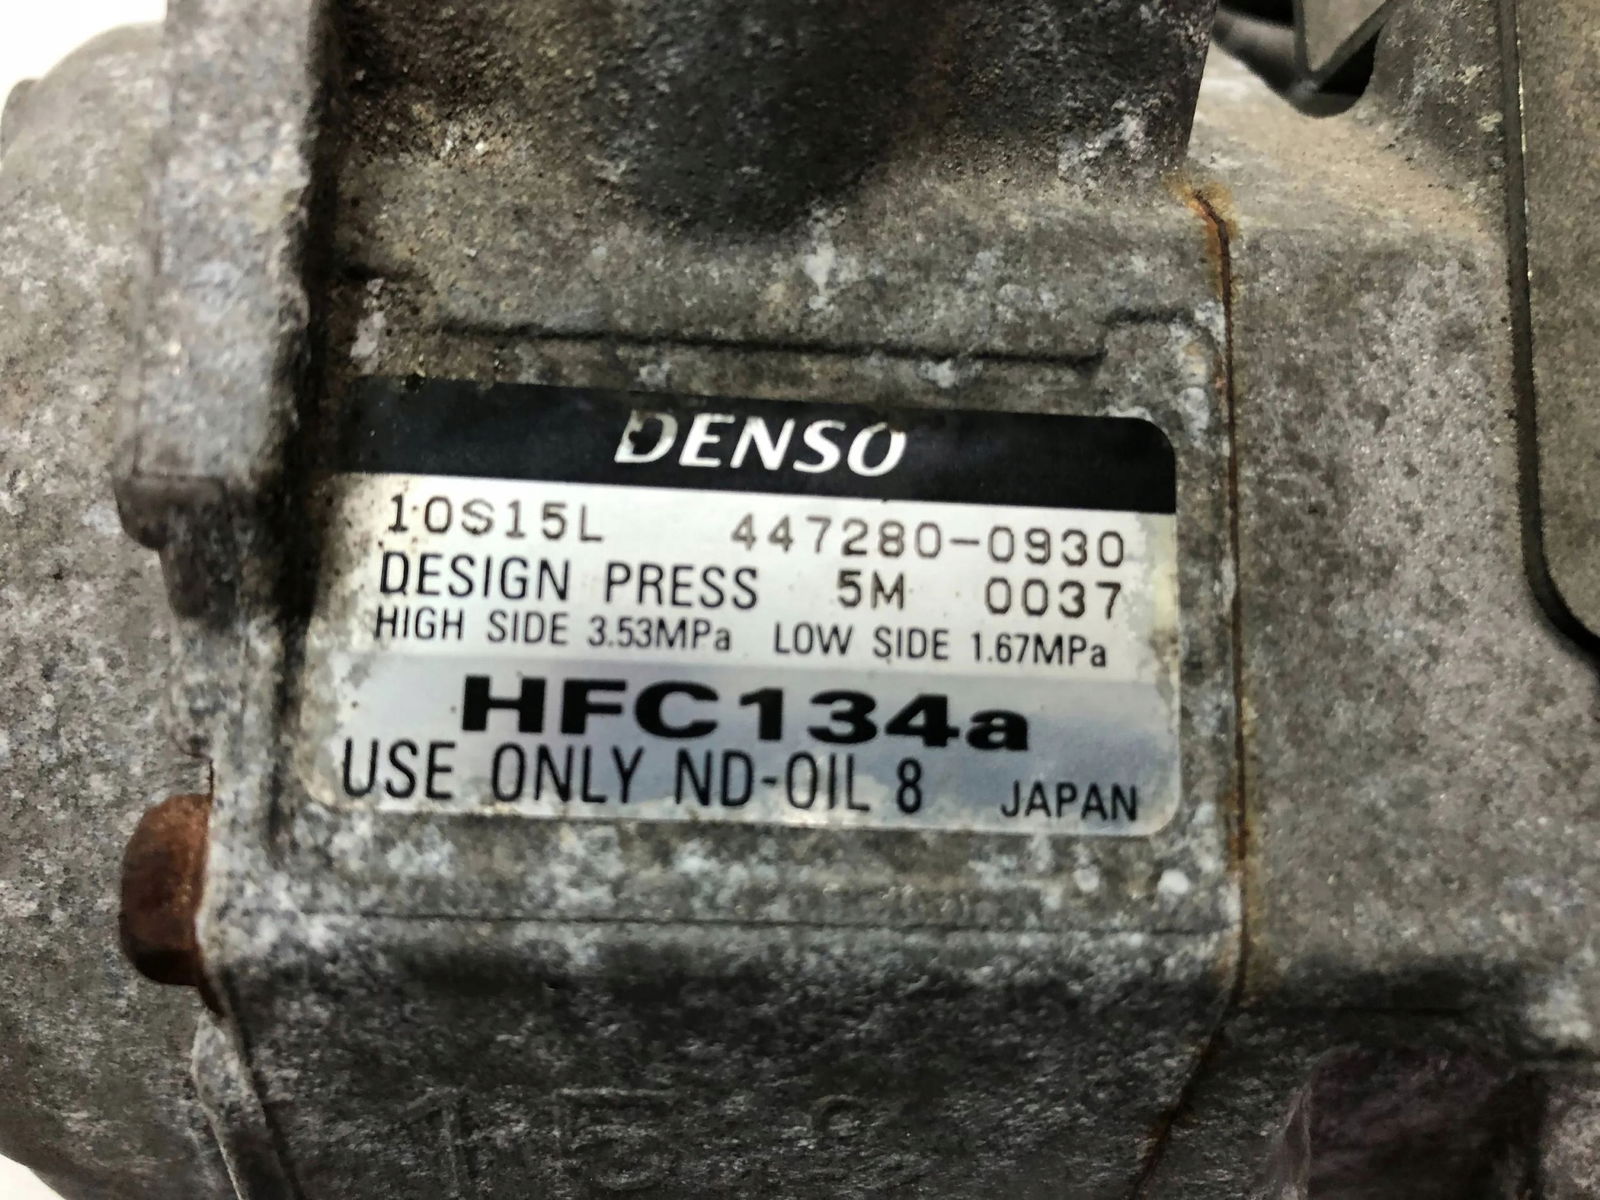 DENSO
10S15L 447280-0930
DESIGN PRESS 5M 0037
HIGH SIDE 3.53MPa LOW SIDE 1.67MPa
HFC134a
USE ONLY ND-OIL 8 JAPAN